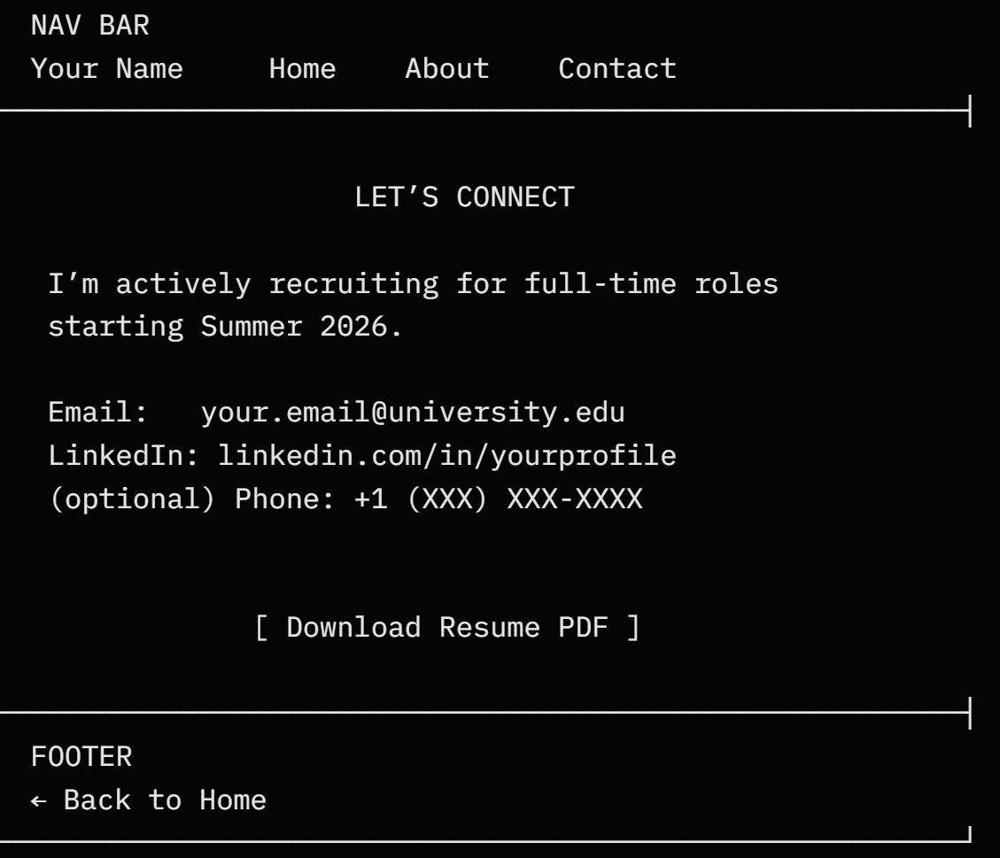 NAV BAR
Your Name Home About Contact
LET’S CONNECT
I’m actively recruiting for full-time roles
starting Summer 2026.
Email: your.email@university.edu
LinkedIn: linkedin.com/in/yourprofile
(optional) Phone: +1 (XXX) XXX-XXXX
[ Download Resume PDF ]
FOOTER
← Back to Home